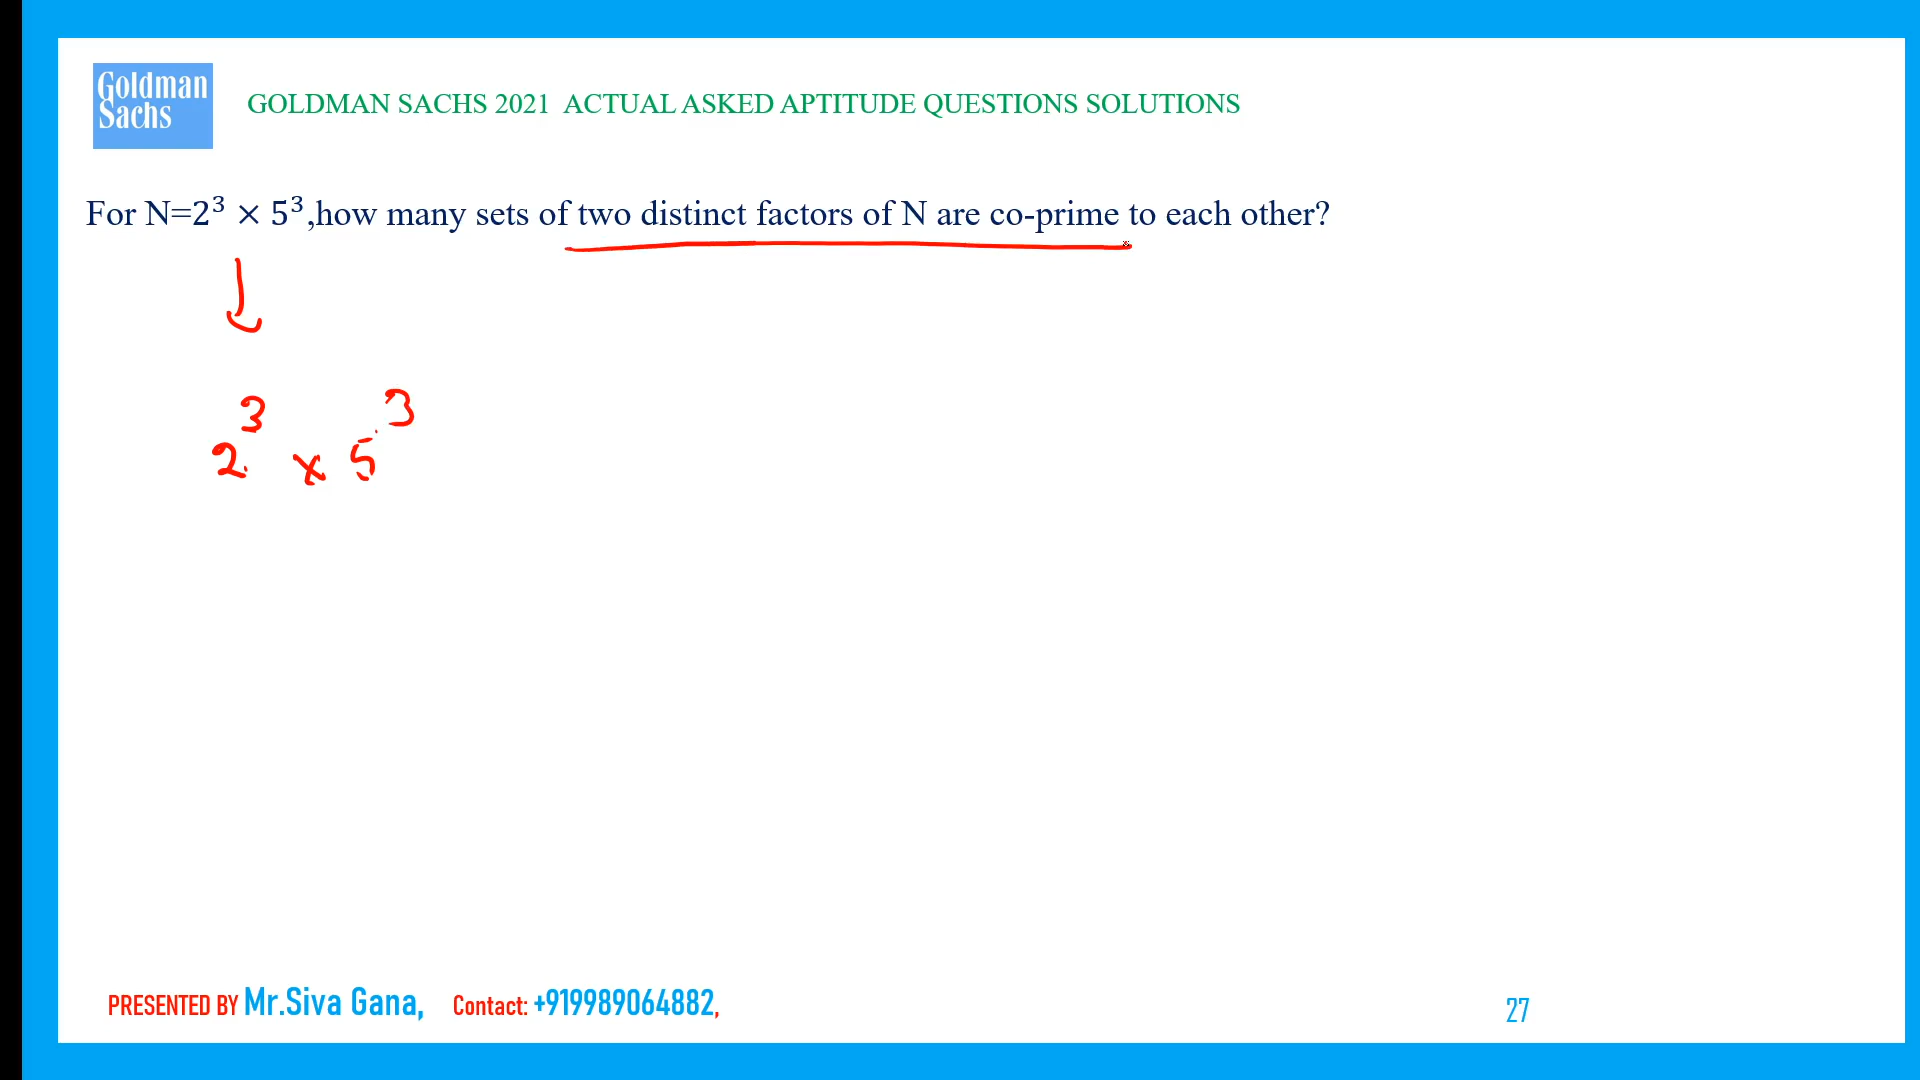 Goldman
Sachs
GOLDMAN SACHS 2021 ACTUAL ASKED APTITUDE QUESTIONS SOLUTIONS
For N=2³ × 5³,how many sets of two distinct factors of N are co-prime to each other?
2³ × 5³
PRESENTED BY Mr.Siva Gana, Contact: +919989064882,
27